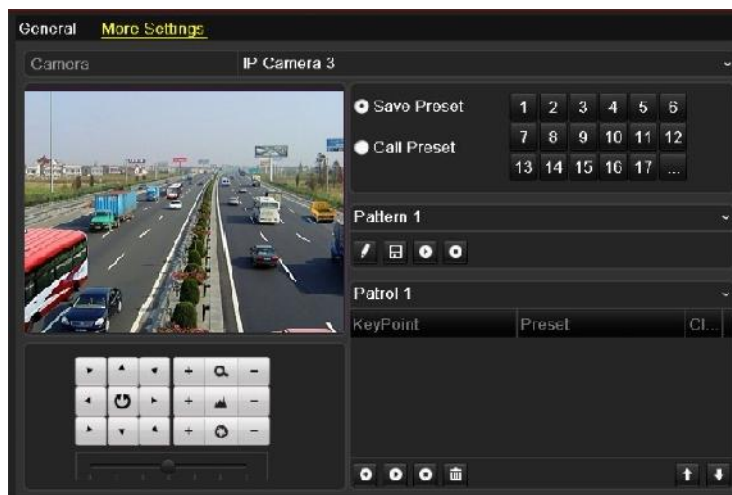 General More Settings
Camera IP Camera 3
Save Preset 1 2 3 4 5 6
Call Preset 7 8 9 10 11 12
13 14 15 16 17 ...
Pattern 1
Patrol 1
KeyPoint Preset Cl...